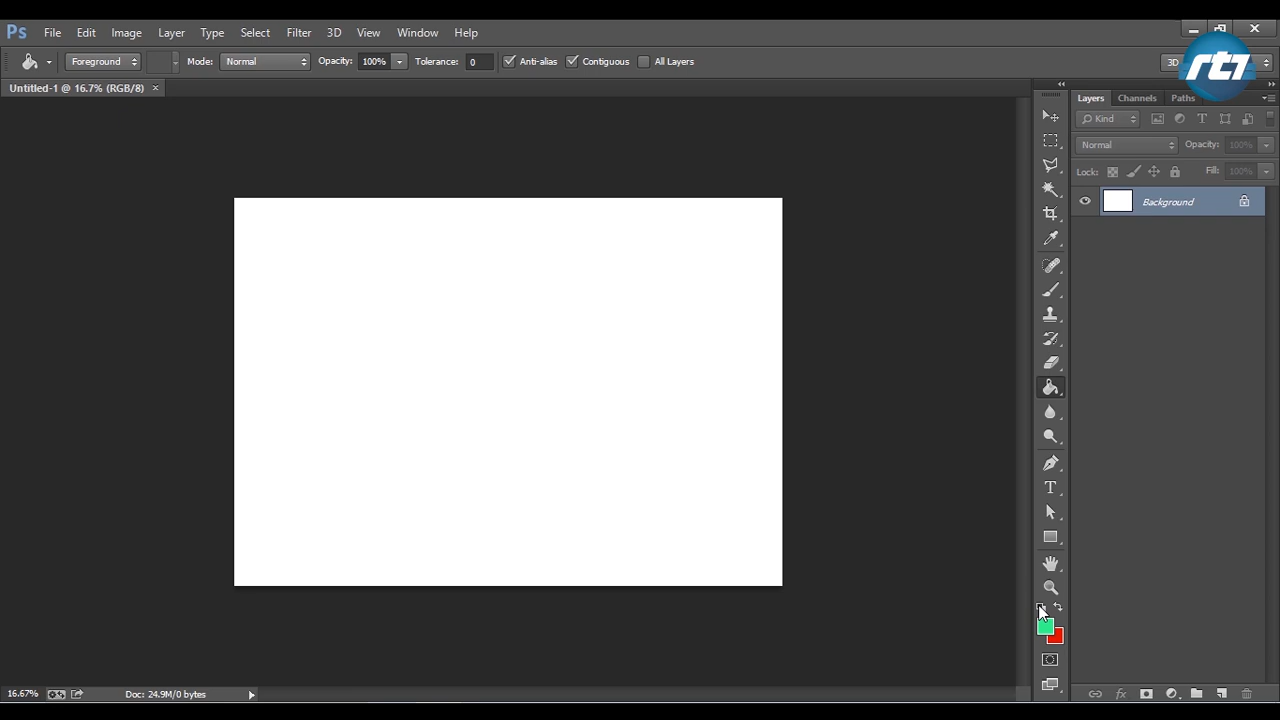 Ps File Edit Image Layer Type Select Filter 3D View Window Help
Foreground Mode: Normal Opacity: 100% Tolerance: 0 Anti-alias Contiguous All Layers 3D
rt1
Untitled-1 @ 16.7% (RGB/8) ×
Layers Channels Paths
Kind
Normal Opacity: 100%
Lock: Fill: 100%
Background
T
16.67% Doc: 24.9M/0 bytes
fx